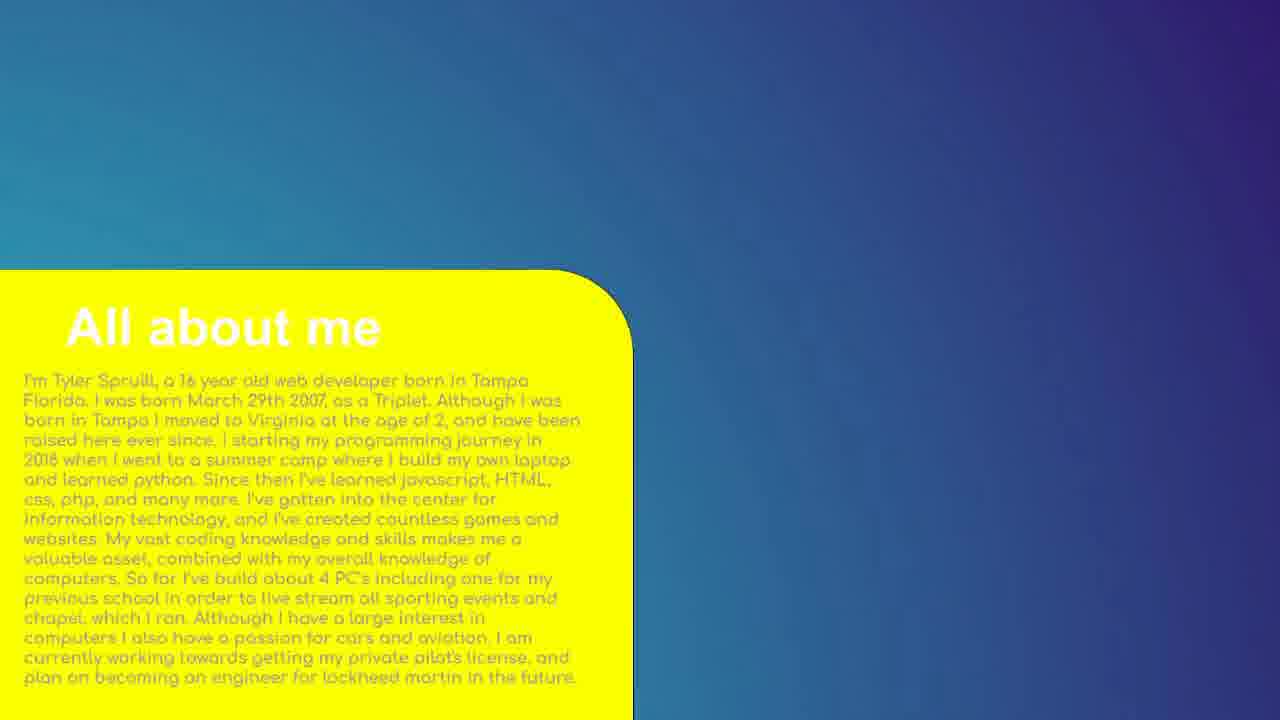 All about me
I'm Tyler Spruill, a 16 year old web developer born in Tampa
Florida. I was born March 29th 2007, as a Triplet. Although I was
born in Tampa I moved to Virginia at the age of 2, and have been
raised here ever since. I starting my programming journey in
2018 when I went to a summer camp where I build my own laptop
and learned python. Since then I've learned javascript, HTML,
css, php, and many more. I've gotten into the center for
information technology, and I've created countless games and
websites. My vast coding knowledge and skills makes me a
valuable asset, combined with my overall knowledge of
computers. So far I've build about 4 PC's including one for my
previous school in order to live stream all sporting events and
chapel, which I ran. Although I have a large interest in
computers I also have a passion for cars and aviation. I am
currently working towards getting my private pilot's license, and
plan on becoming an engineer for lockheed martin in the future.